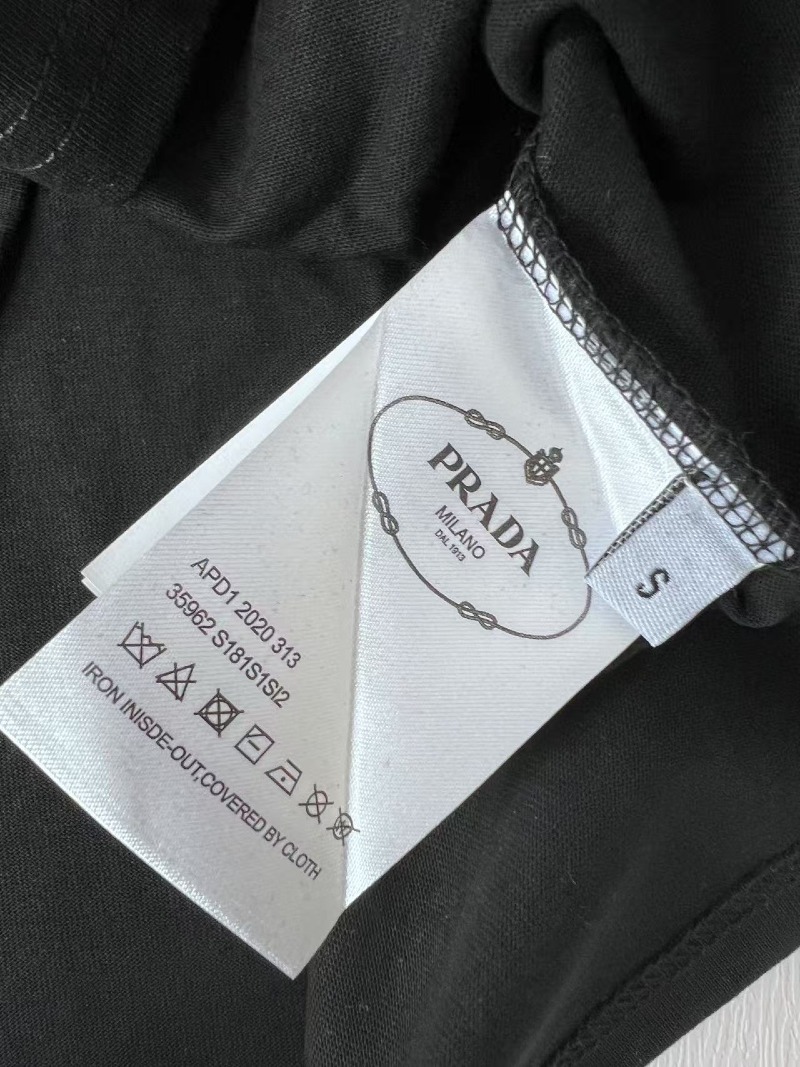 PRADA
MILANO
DAL 1913
S
APD1 2020 313
35962 S181S1SI2
IRON INISDE-OUT,COVERED BY CLOTH